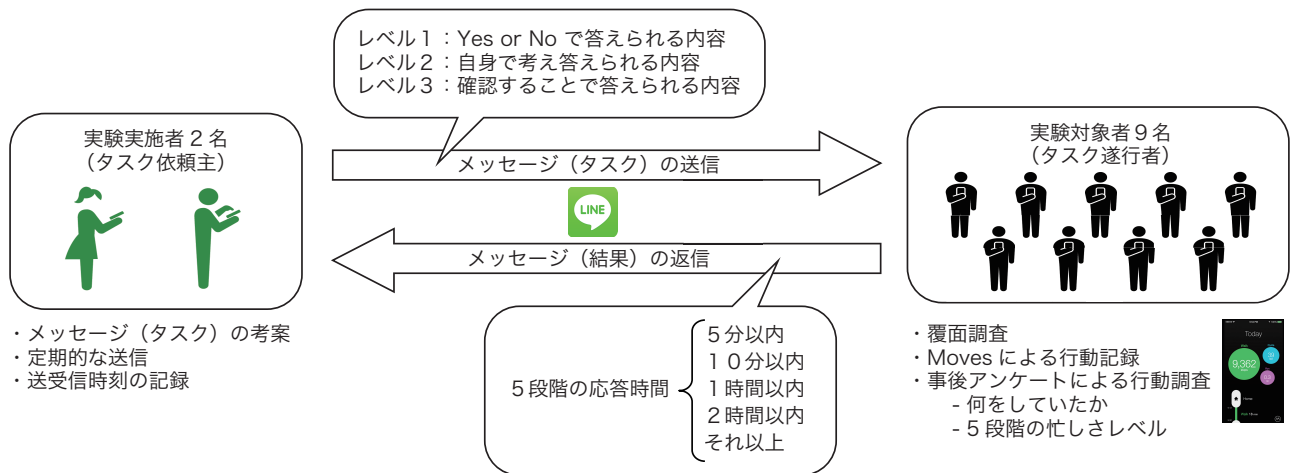 レベル1：Yes or No で答えられる内容
レベル2：自身で考え答えられる内容
レベル3：確認することで答えられる内容
実験実施者2名
（タスク依頼主）
メッセージ（タスク）の送信
LINE
メッセージ（結果）の返信
実験対象者9名
（タスク遂行者）
・メッセージ（タスク）の考案
・定期的な送信
・送受信時刻の記録
5段階の応答時間
5分以内
10分以内
1時間以内
2時間以内
それ以上
・覆面調査
・Moves による行動記録
・事後アンケートによる行動調査
- 何をしていたか
- 5段階の忙しさレベル
Today
9,362